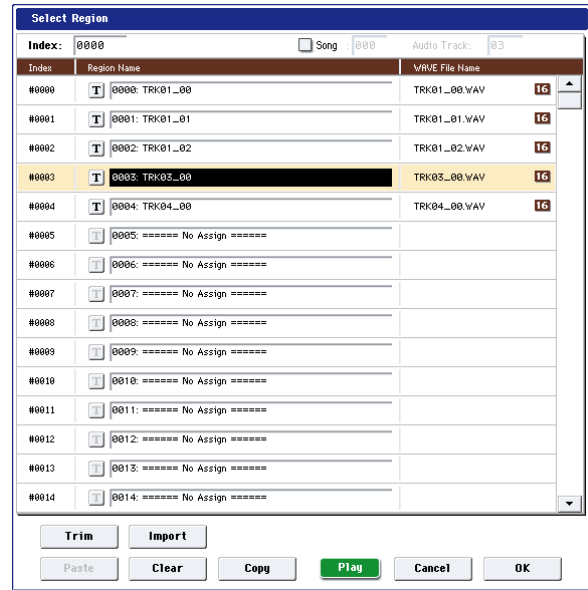 Select Region
Index: 0000 Song : 000 Audio Track: 03
Index Region Name WAVE File Name
#0000 T 0000: TRK01_00 TRK01_00.WAV 16
#0001 T 0001: TRK01_01 TRK01_01.WAV 16
#0002 T 0002: TRK01_02 TRK01_02.WAV 16
#0003 T 0003: TRK03_00 TRK03_00.WAV 16
#0004 T 0004: TRK04_00 TRK04_00.WAV 16
#0005 T 0005: ====== No Assign ======
#0006 T 0006: ====== No Assign ======
#0007 T 0007: ====== No Assign ======
#0008 T 0008: ====== No Assign ======
#0009 T 0009: ====== No Assign ======
#0010 T 0010: ====== No Assign ======
#0011 T 0011: ====== No Assign ======
#0012 T 0012: ====== No Assign ======
#0013 T 0013: ====== No Assign ======
#0014 T 0014: ====== No Assign ======
Trim Import
Paste Clear Copy Play Cancel OK